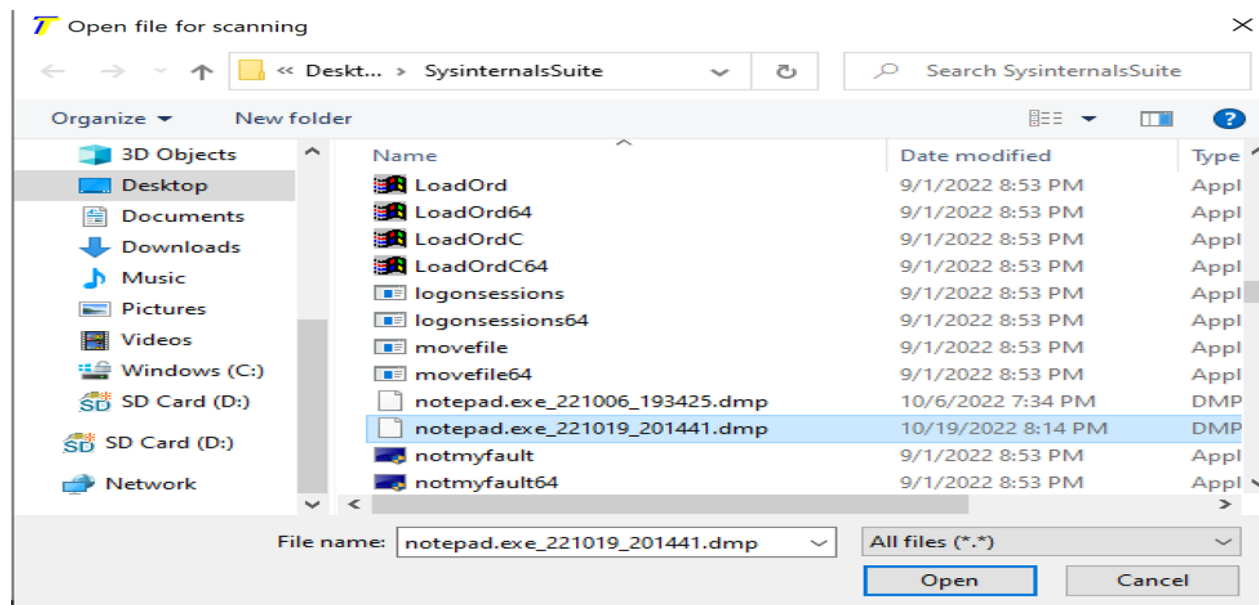 Open file for scanning
« Deskt... › SysinternalsSuite
Search SysinternalsSuite
Organize New folder
?
Name Date modified Type
3D Objects
Desktop
Documents
Downloads
Music
Pictures
Videos
Windows (C:)
SD Card (D:)
SD Card (D:)
Network
LoadOrd 9/1/2022 8:53 PM Appl
LoadOrd64 9/1/2022 8:53 PM Appl
LoadOrdC 9/1/2022 8:53 PM Appl
LoadOrdC64 9/1/2022 8:53 PM Appl
logonsessions 9/1/2022 8:53 PM Appl
logonsessions64 9/1/2022 8:53 PM Appl
movefile 9/1/2022 8:53 PM Appl
movefile64 9/1/2022 8:53 PM Appl
notepad.exe_221006_193425.dmp 10/6/2022 7:34 PM DMP
notepad.exe_221019_201441.dmp 10/19/2022 8:14 PM DMP
notmyfault 9/1/2022 8:53 PM Appl
notmyfault64 9/1/2022 8:53 PM Appl
File name: notepad.exe_221019_201441.dmp All files (*.*)
Open Cancel